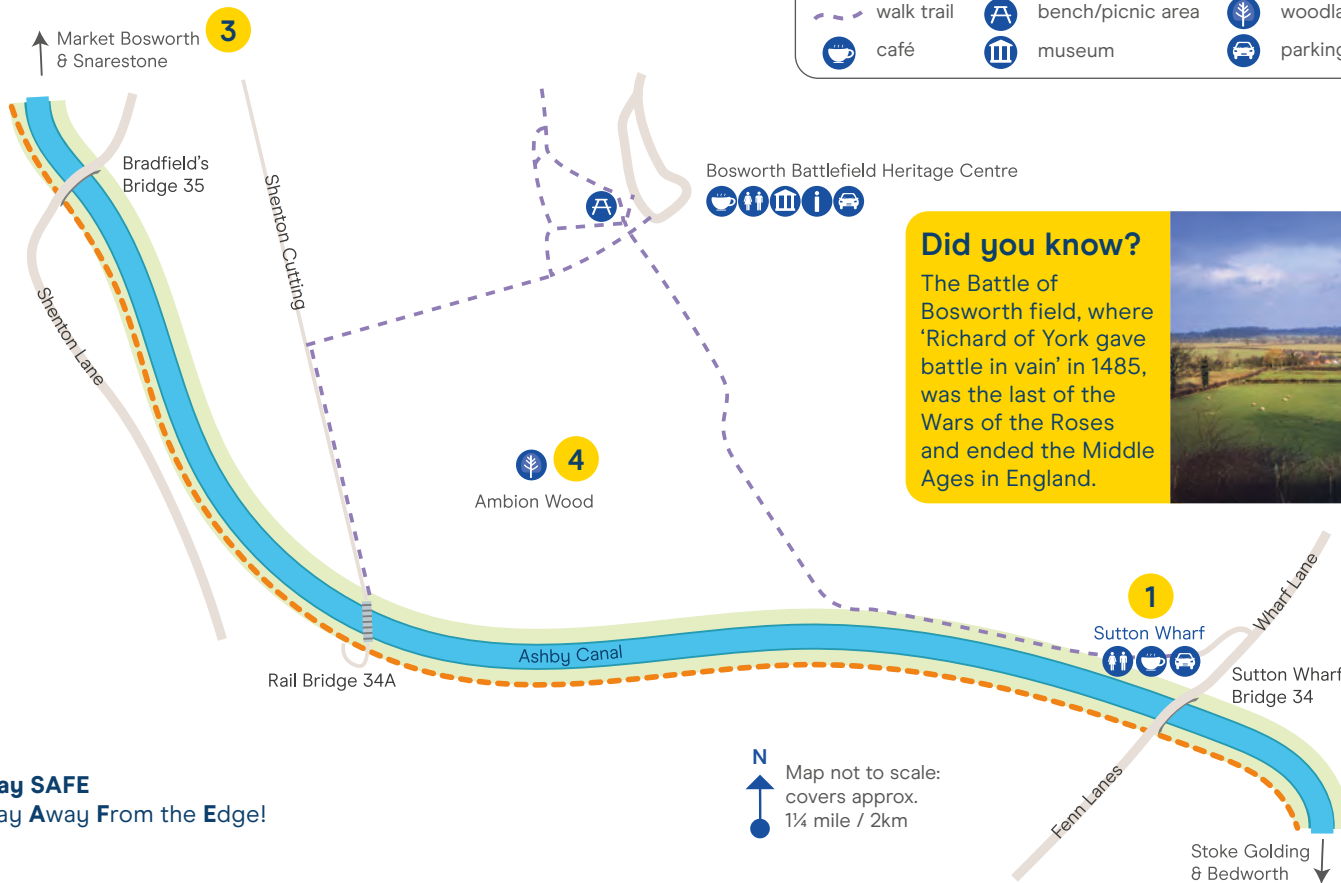 walk trail
bench/picnic area
café
museum
3
Market Bosworth
& Snarestone
Bradfield's
Bridge 35
Shenton Cutting
Shenton Lane
Bosworth Battlefield Heritage Centre
Did you know?
The Battle of
Bosworth field, where
‘Richard of York gave
battle in vain’ in 1485,
was the last of the
Wars of the Roses
and ended the Middle
Ages in England.
4
Ambion Wood
1
Sutton Wharf
Wharf Lane
Sutton Wharf
Bridge 34
Ashby Canal
Rail Bridge 34A
Fenn Lanes
N
Map not to scale:
covers approx.
1¼ mile / 2km
SAFE
Away From the Edge!
Stoke Golding
& Bedworth